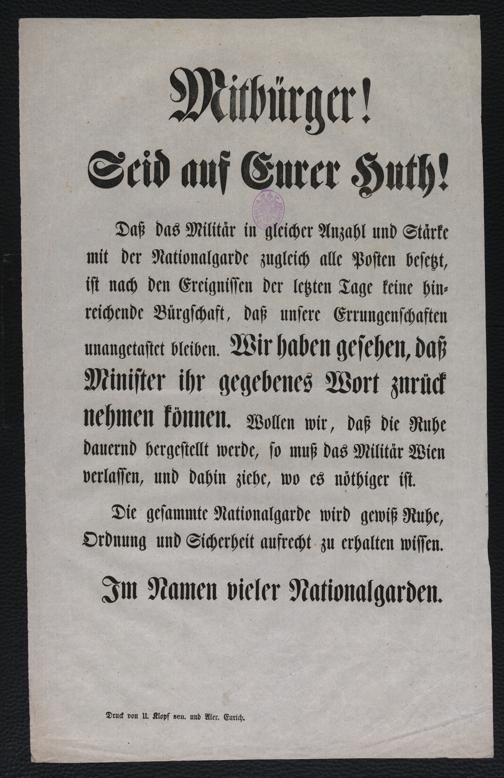 Mitbürger!
Seid auf Eurer Huth!
Daß das Militär in gleicher Anzahl und Stärke
mit der Nationalgarde zugleich alle Posten besetzt,
ist nach den Ereignissen der letzten Tage keine hin-
reichende Bürgschaft, daß unsere Errungenschaften
unangetastet bleiben. Wir haben gesehen, daß
Minister ihr gegebenes Wort zurück
nehmen können. Wollen wir, daß die Ruhe
dauernd hergestellt werde, so muß das Militär Wien
verlassen, und dahin ziehe, wo es nöthiger ist.
Die gesammte Nationalgarde wird gewiß Ruhe,
Ordnung und Sicherheit aufrecht zu erhalten wissen.
Im Namen vieler Nationalgarden.
Druck von U. Klopf sen. und Alex. Eurich.